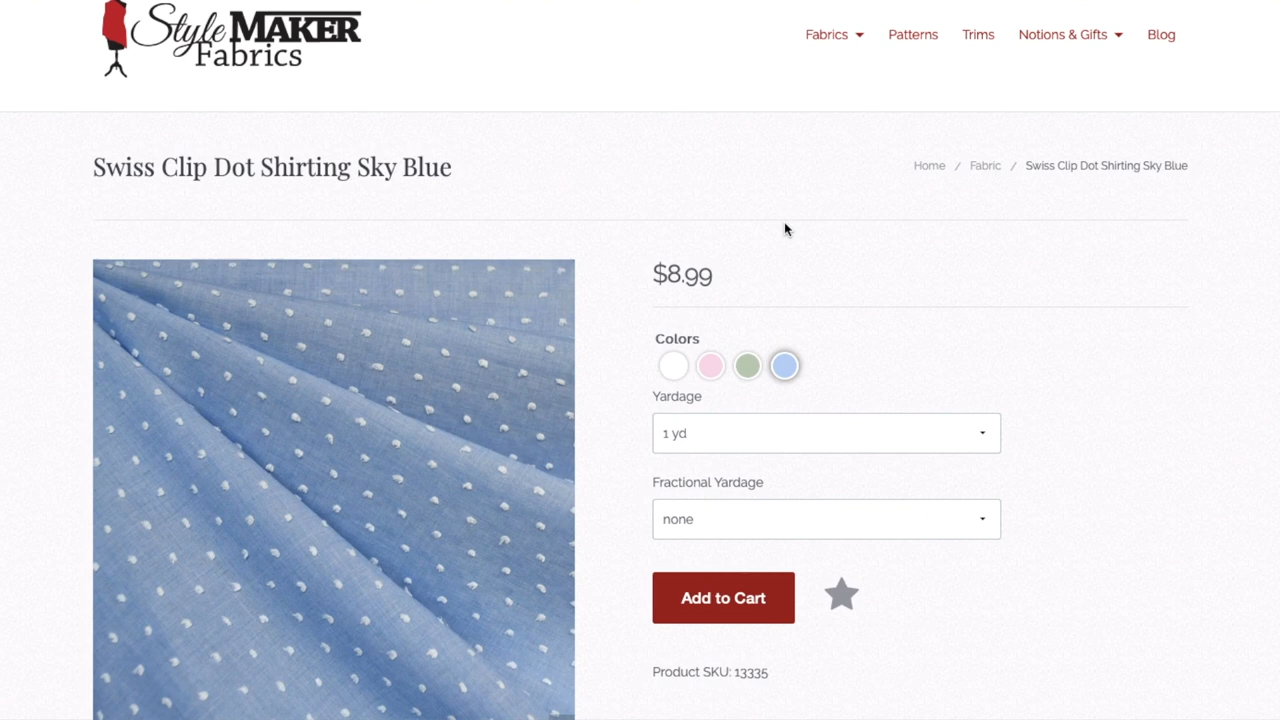 Style MAKER
Fabrics
Fabrics Patterns Trims Notions & Gifts Blog
Swiss Clip Dot Shirting Sky Blue
Home / Fabric / Swiss Clip Dot Shirting Sky Blue
$8.99
Colors
Yardage
1 yd
Fractional Yardage
none
Add to Cart
Product SKU: 13335